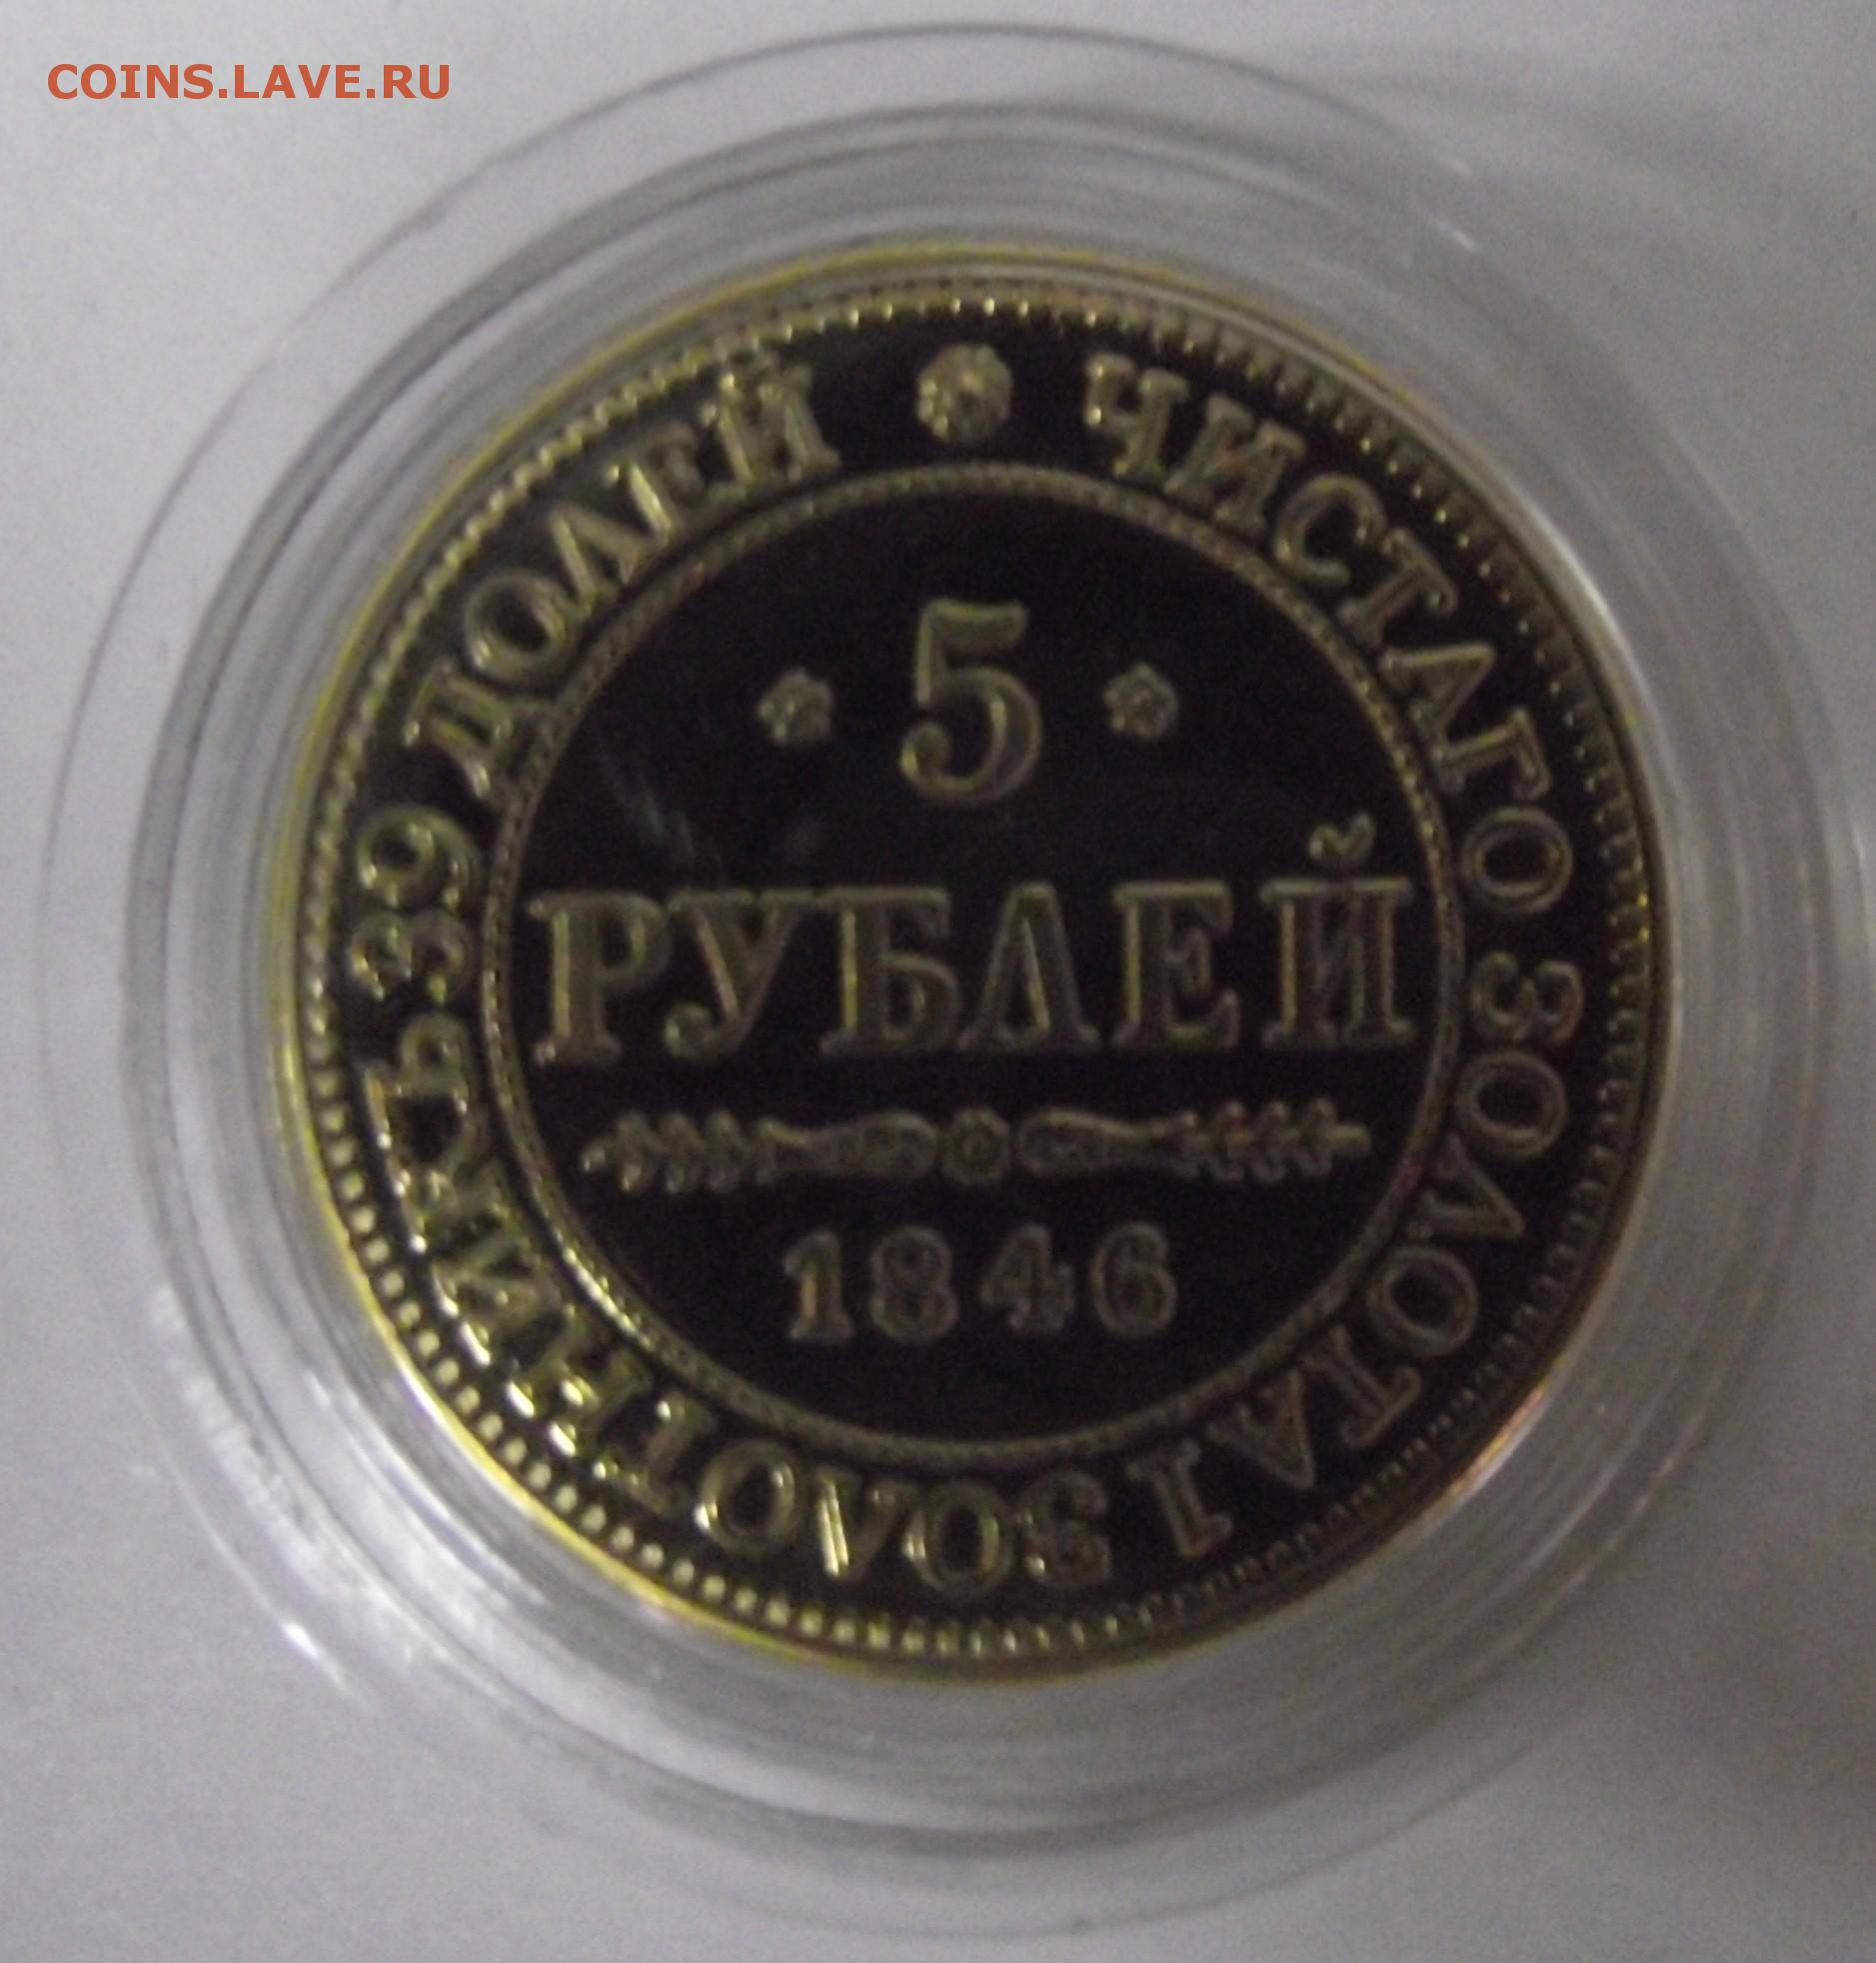 COINS.LAVE.RU
ЧИСТАГО ЗОЛОТА 1 ЗОЛОТНИКЪ 39 ДОЛЕЙ
5
РУБЛЕЙ
1846